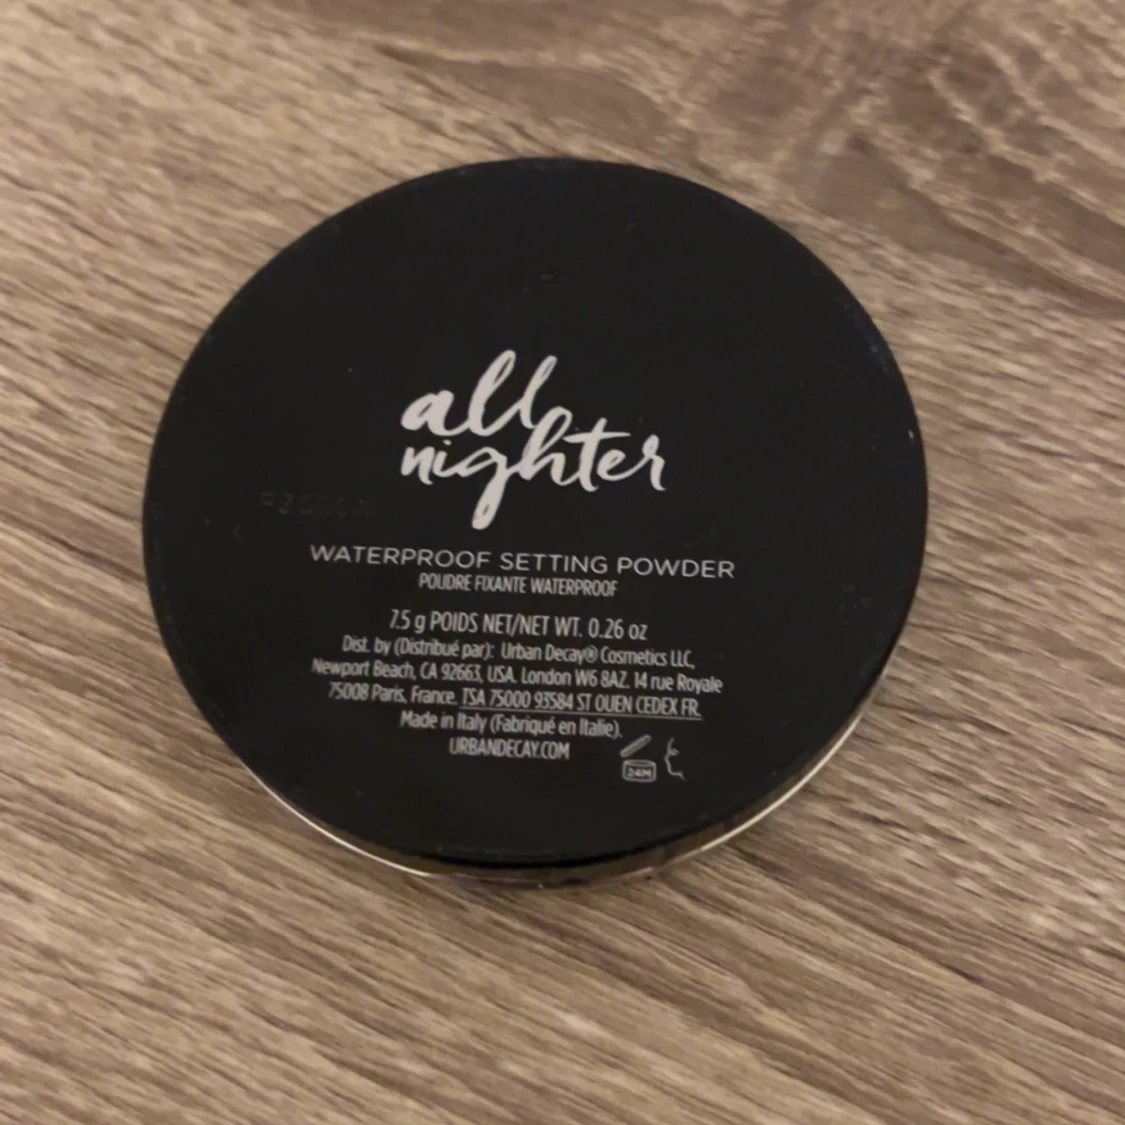 all
nighter
WATERPROOF SETTING POWDER
POUDRE FIXANTE WATERPROOF
7.5 g POIDS NET/NET WT. 0.26 oz
Dist. by (Distribué par): Urban Decay® Cosmetics LLC,
Newport Beach, CA 92663, USA. London W6 8AZ. 14 rue Royale
75008 Paris, France. TSA 75000 93584 ST OUEN CEDEX FR.
Made in Italy (Fabriqué en Italie).
URBANDECAY.COM
24M